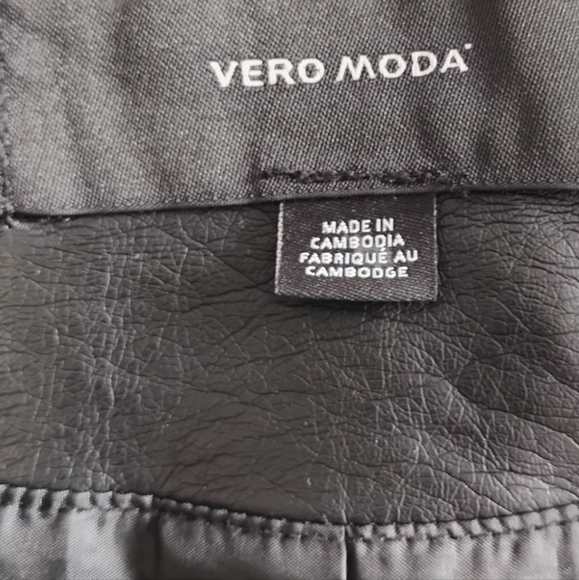 VERO MODA
MADE IN
CAMBODIA
FABRIQUÉ AU
CAMBODGE